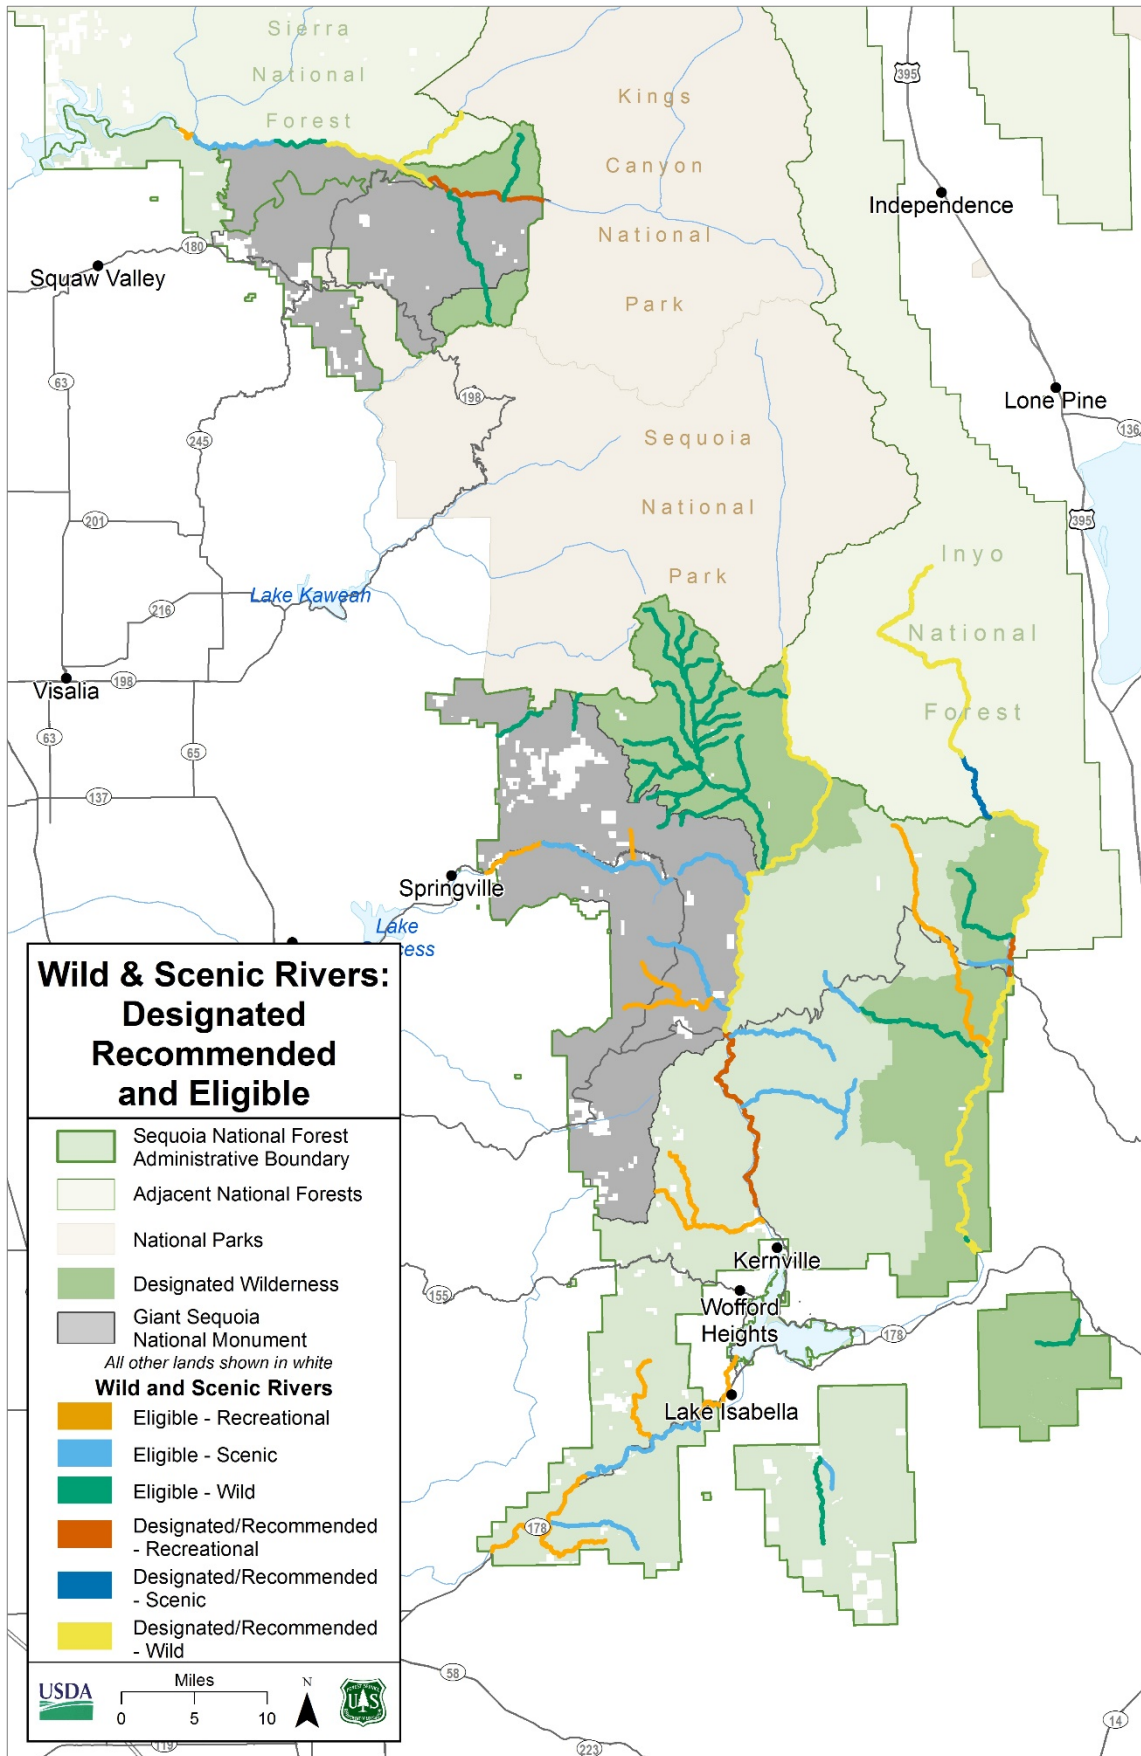 Sierra
National
Forest
Kings
Canyon
National
Park
395
Independence
180
Squaw Valley
63
198
Lone Pine
136
245
Sequoia
National
Park
201
395
Inyo
National
Forest
Lake Kaweah
216
Visalia
198
63
65
137
Springville
Lake
cess
Wild & Scenic Rivers:
Designated
Recommended
and Eligible
Sequoia National Forest
Administrative Boundary
Adjacent National Forests
National Parks
Designated Wilderness
Giant Sequoia
National Monument
All other lands shown in white
Wild and Scenic Rivers
Eligible - Recreational
Eligible - Scenic
Eligible - Wild
Designated/Recommended
- Recreational
Designated/Recommended
- Scenic
Designated/Recommended
- Wild
USDA
Miles
0 5 10
N
U S
Kernville
155
Wofford
Heights
178
Lake Isabella
178
58
14
119
223